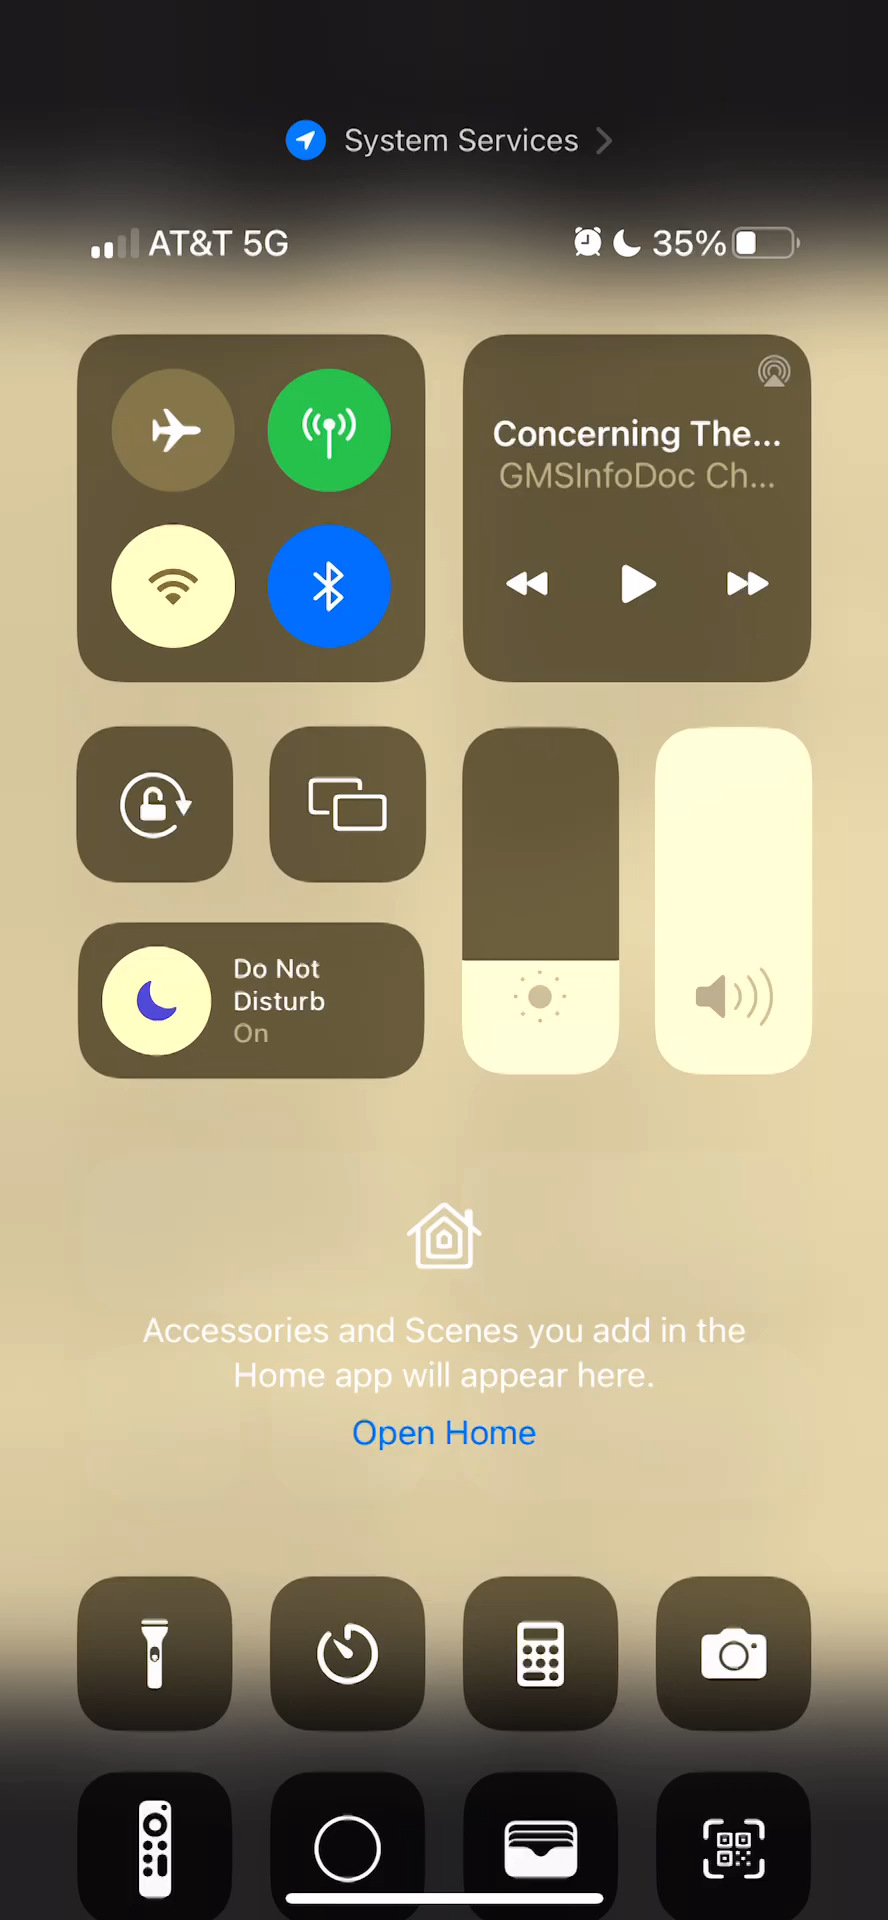 System Services
AT&T 5G
35%
Concerning The...
GMSInfoDoc Ch...
Do Not
Disturb
On
Accessories and Scenes you add in the
Home app will appear here.
Open Home